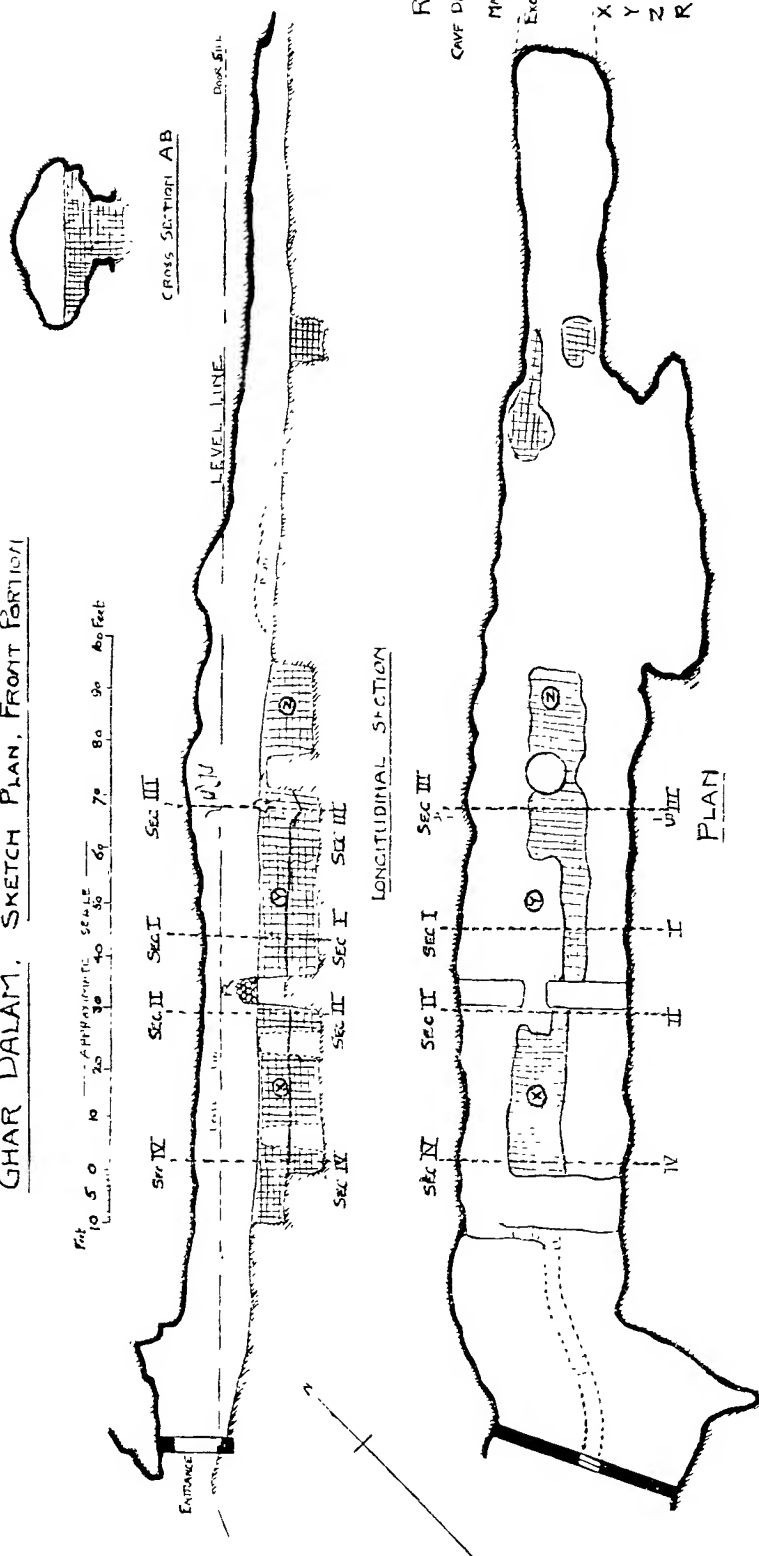 GHAR DALAM. SKETCH PLAN, FRONT PORTION
Feet
10 5 0 10 20 30 40 50 60 70 80 90 100 Feet
APPROXIMATE SCALE
CROSS SECTION AB
SEC IV
SEC II
SEC I
SEC III
LEVEL LINE
DOOR SILL
ENTRANCE
R
X
Y
Z
SEC IV
SEC II
SEC I
SEC III
LONGITUDINAL SECTION
N
SEC IV
SEC II
SEC I
SEC III
X
Y
Z
IV
II
I
III
PLAN
R
CAVE D
MA
EXC
X
Y
Z
R